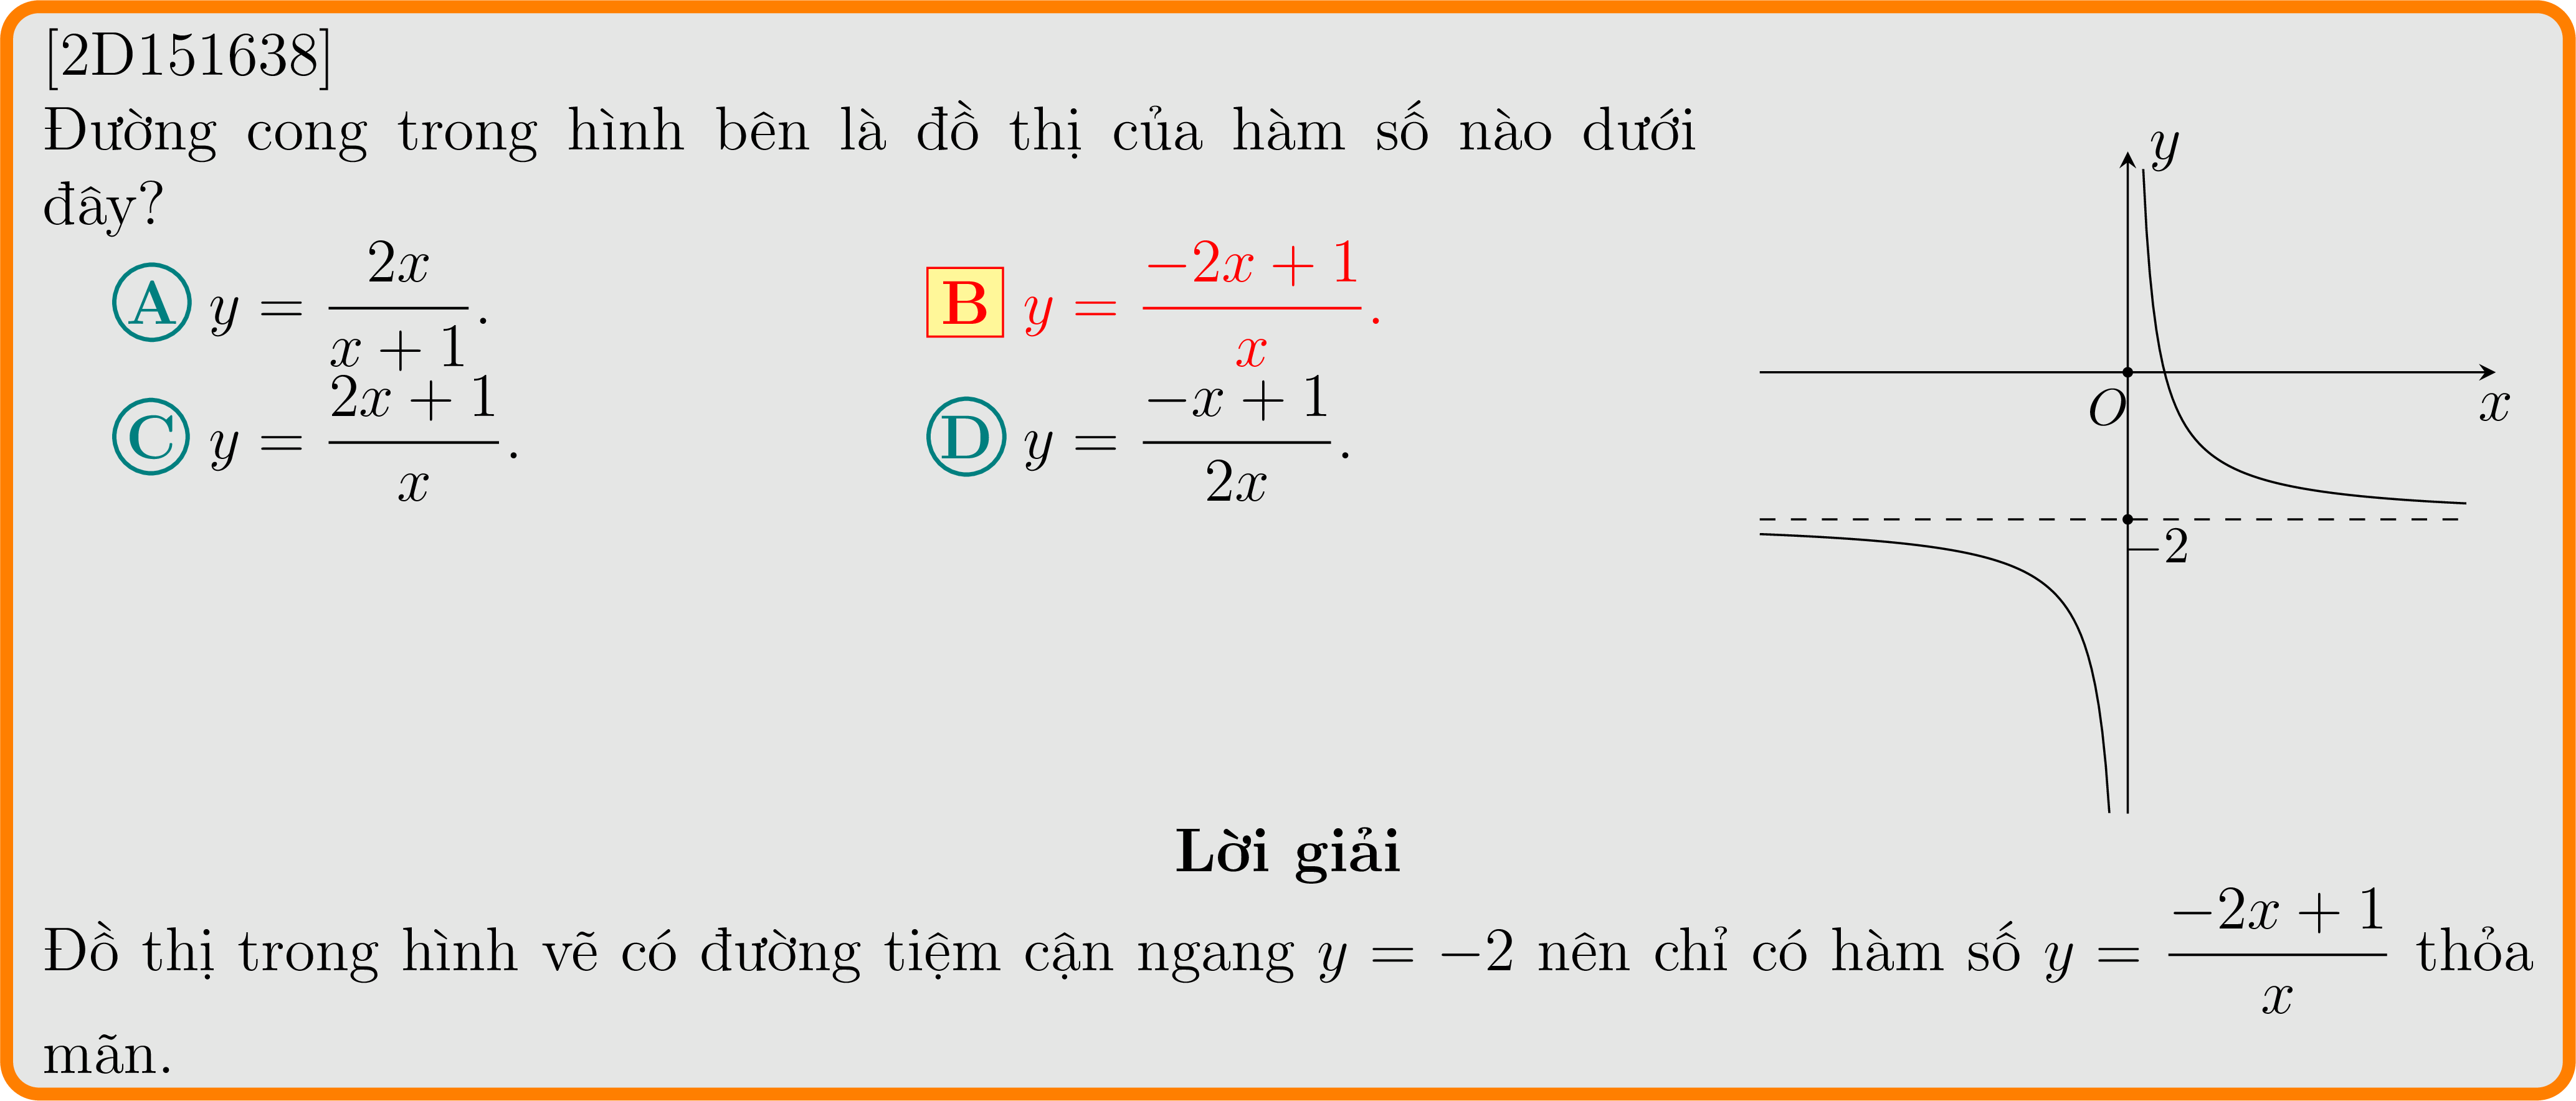 [2D151638]
Đường cong trong hình bên là đồ thị của hàm số nào dưới
đây?
A y = \frac{2x}{x + 1}.
B y = \frac{-2x + 1}{x}.
C y = \frac{2x + 1}{x}.
D y = \frac{-x + 1}{2x}.
y
x
O
−2
Lời giải
Đồ thị trong hình vẽ có đường tiệm cận ngang y = −2 nên chỉ có hàm số y = \frac{-2x + 1}{x} thỏa
mãn.